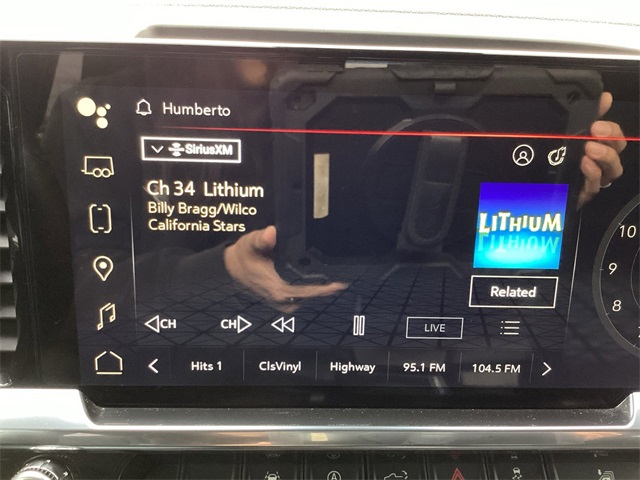 Humberto
SiriusXM
Ch 34 Lithium
Billy Bragg/Wilco
California Stars
LITHIUM
LITHIUM
Related
CH
CH
LIVE
Hits 1
ClsVinyl
Highway
95.1 FM
104.5 FM
10
9
8